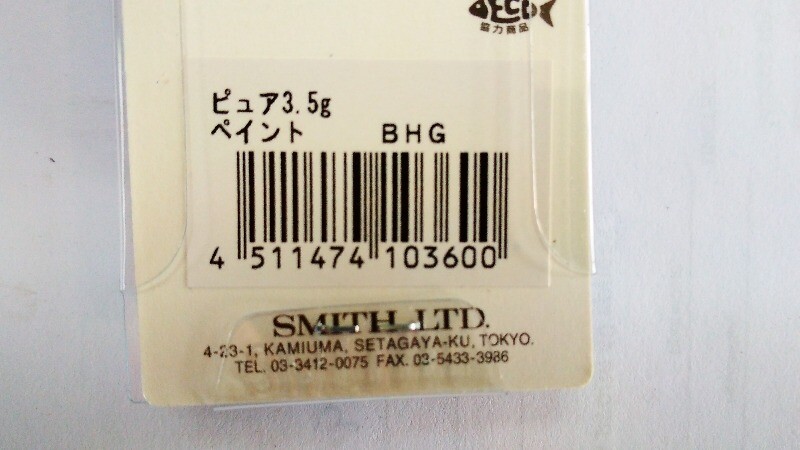 ECO
協力商品
ピュア3.5g
ペイント BHG
4 511474 103600
SMITH LTD.
4-23-1, KAMIUMA, SETAGAYA-KU, TOKYO.
TEL. 03-3412-0075 FAX. 03-5433-3986